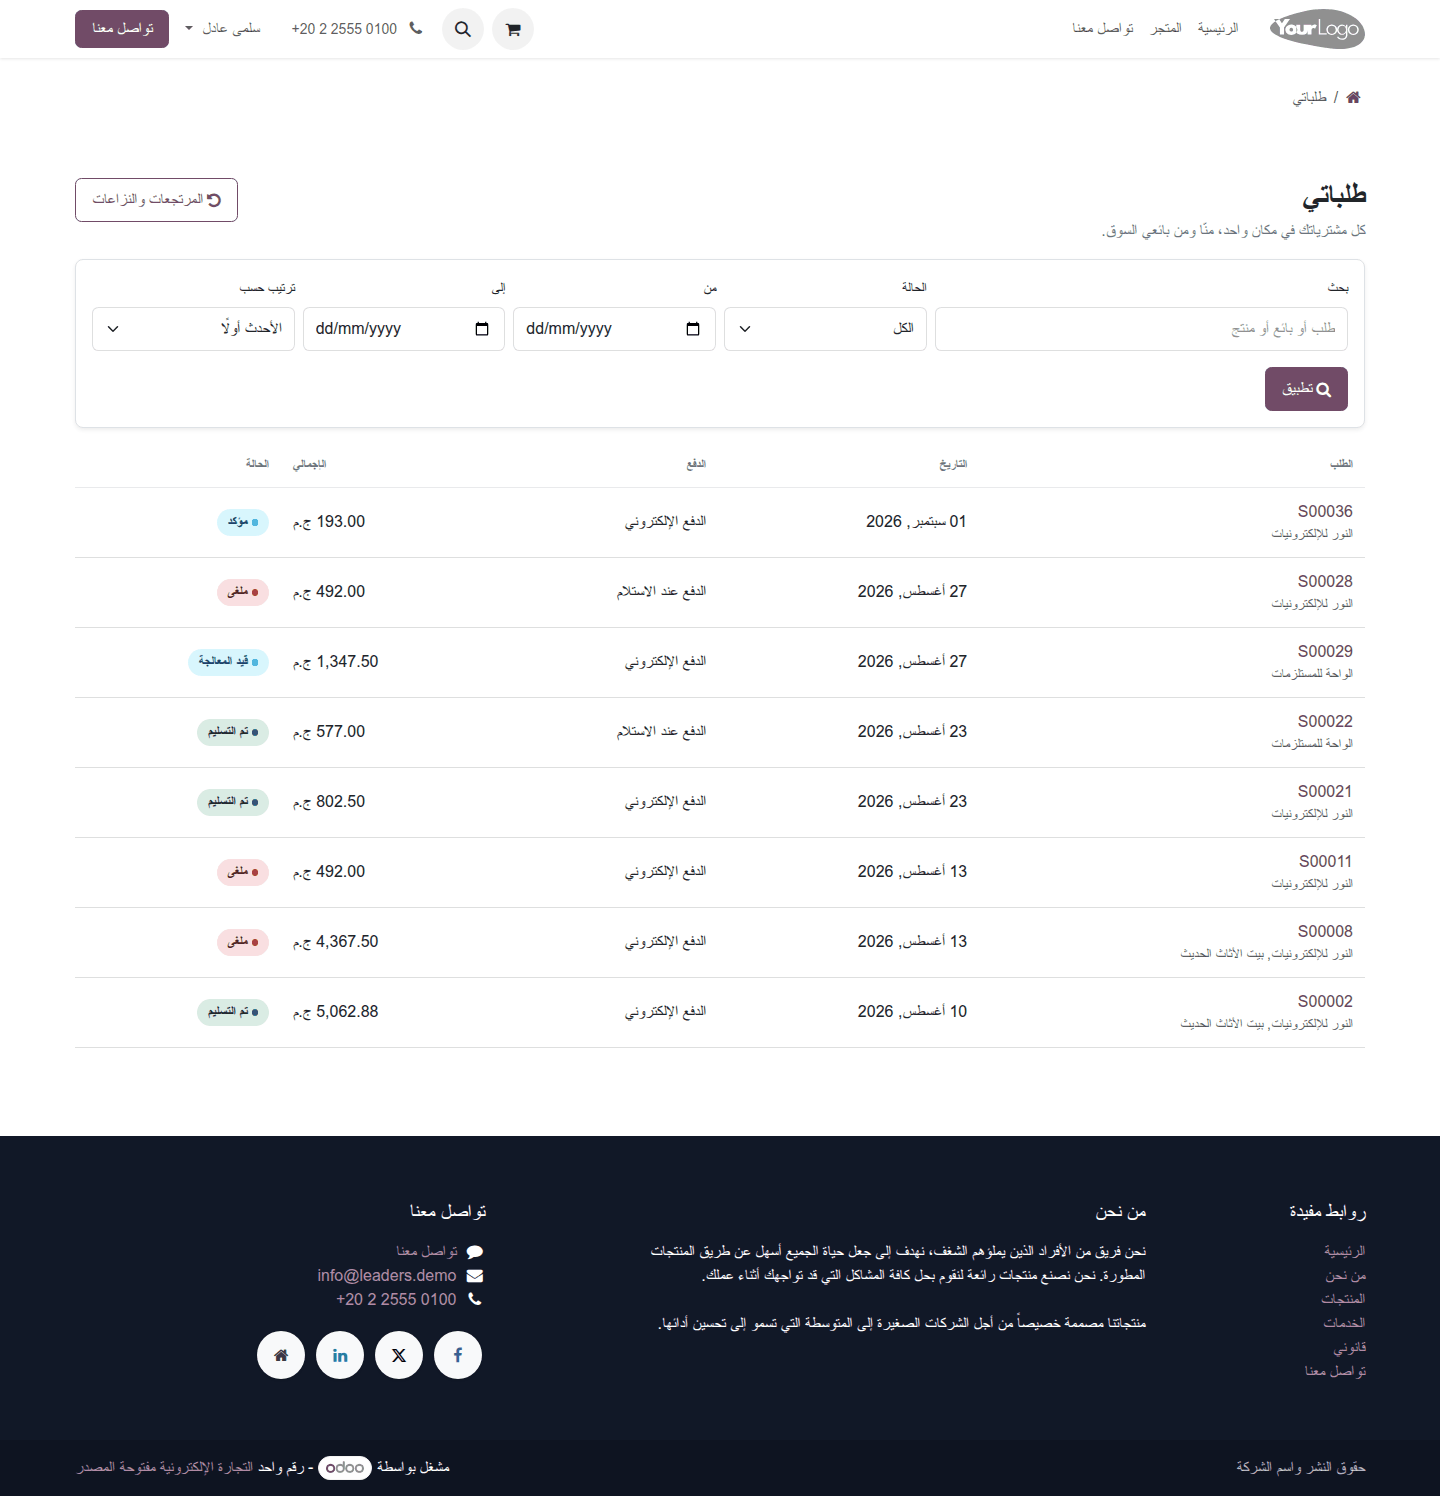 YourLogo
الرئيسية المتجر تواصل معنا
+20 2 2555 0100 سلمى عادل تواصل معنا
/ طلباتي
طلباتي
كل مشترياتك في مكان واحد، منّا ومن بائعي السوق.
المرتجعات والنزاعات
بحث الحالة من إلى ترتيب حسب
طلب أو بائع أو منتج الكل dd/mm/yyyy dd/mm/yyyy الأحدث أولًا
تطبيق
الطلب التاريخ الدفع الإجمالي الحالة
S00036 01 سبتمبر, 2026 الدفع الإلكتروني 193.00 ج.م مؤكد
النور للإلكترونيات
S00028 27 أغسطس, 2026 الدفع عند الاستلام 492.00 ج.م ملغى
النور للإلكترونيات
S00029 27 أغسطس, 2026 الدفع الإلكتروني 1,347.50 ج.م قيد المعالجة
الواحة للمستلزمات
S00022 23 أغسطس, 2026 الدفع عند الاستلام 577.00 ج.م تم التسليم
الواحة للمستلزمات
S00021 23 أغسطس, 2026 الدفع الإلكتروني 802.50 ج.م تم التسليم
النور للإلكترونيات
S00011 13 أغسطس, 2026 الدفع الإلكتروني 492.00 ج.م ملغى
النور للإلكترونيات
S00008 13 أغسطس, 2026 الدفع الإلكتروني 4,367.50 ج.م ملغى
النور للإلكترونيات, بيت الأثاث الحديث
S00002 10 أغسطس, 2026 الدفع الإلكتروني 5,062.88 ج.م تم التسليم
النور للإلكترونيات, بيت الأثاث الحديث
روابط مفيدة
الرئيسية
من نحن
المنتجات
الخدمات
قانوني
تواصل معنا
من نحن
نحن فريق من الأفراد الذين يملؤهم الشغف، نهدف إلى جعل حياة الجميع أسهل عن طريق المنتجات
المطورة. نحن نصنع منتجات رائعة لنقوم بحل كافة المشاكل التي قد تواجهك أثناء عملك.
منتجاتنا مصممة خصيصاً من أجل الشركات الصغيرة إلى المتوسطة التي تسمو إلى تحسين أدائها.
تواصل معنا
تواصل معنا
info@leaders.demo
+20 2 2555 0100
حقوق النشر واسم الشركة
مشغل بواسطة odoo - رقم واحد التجارة الإلكترونية مفتوحة المصدر